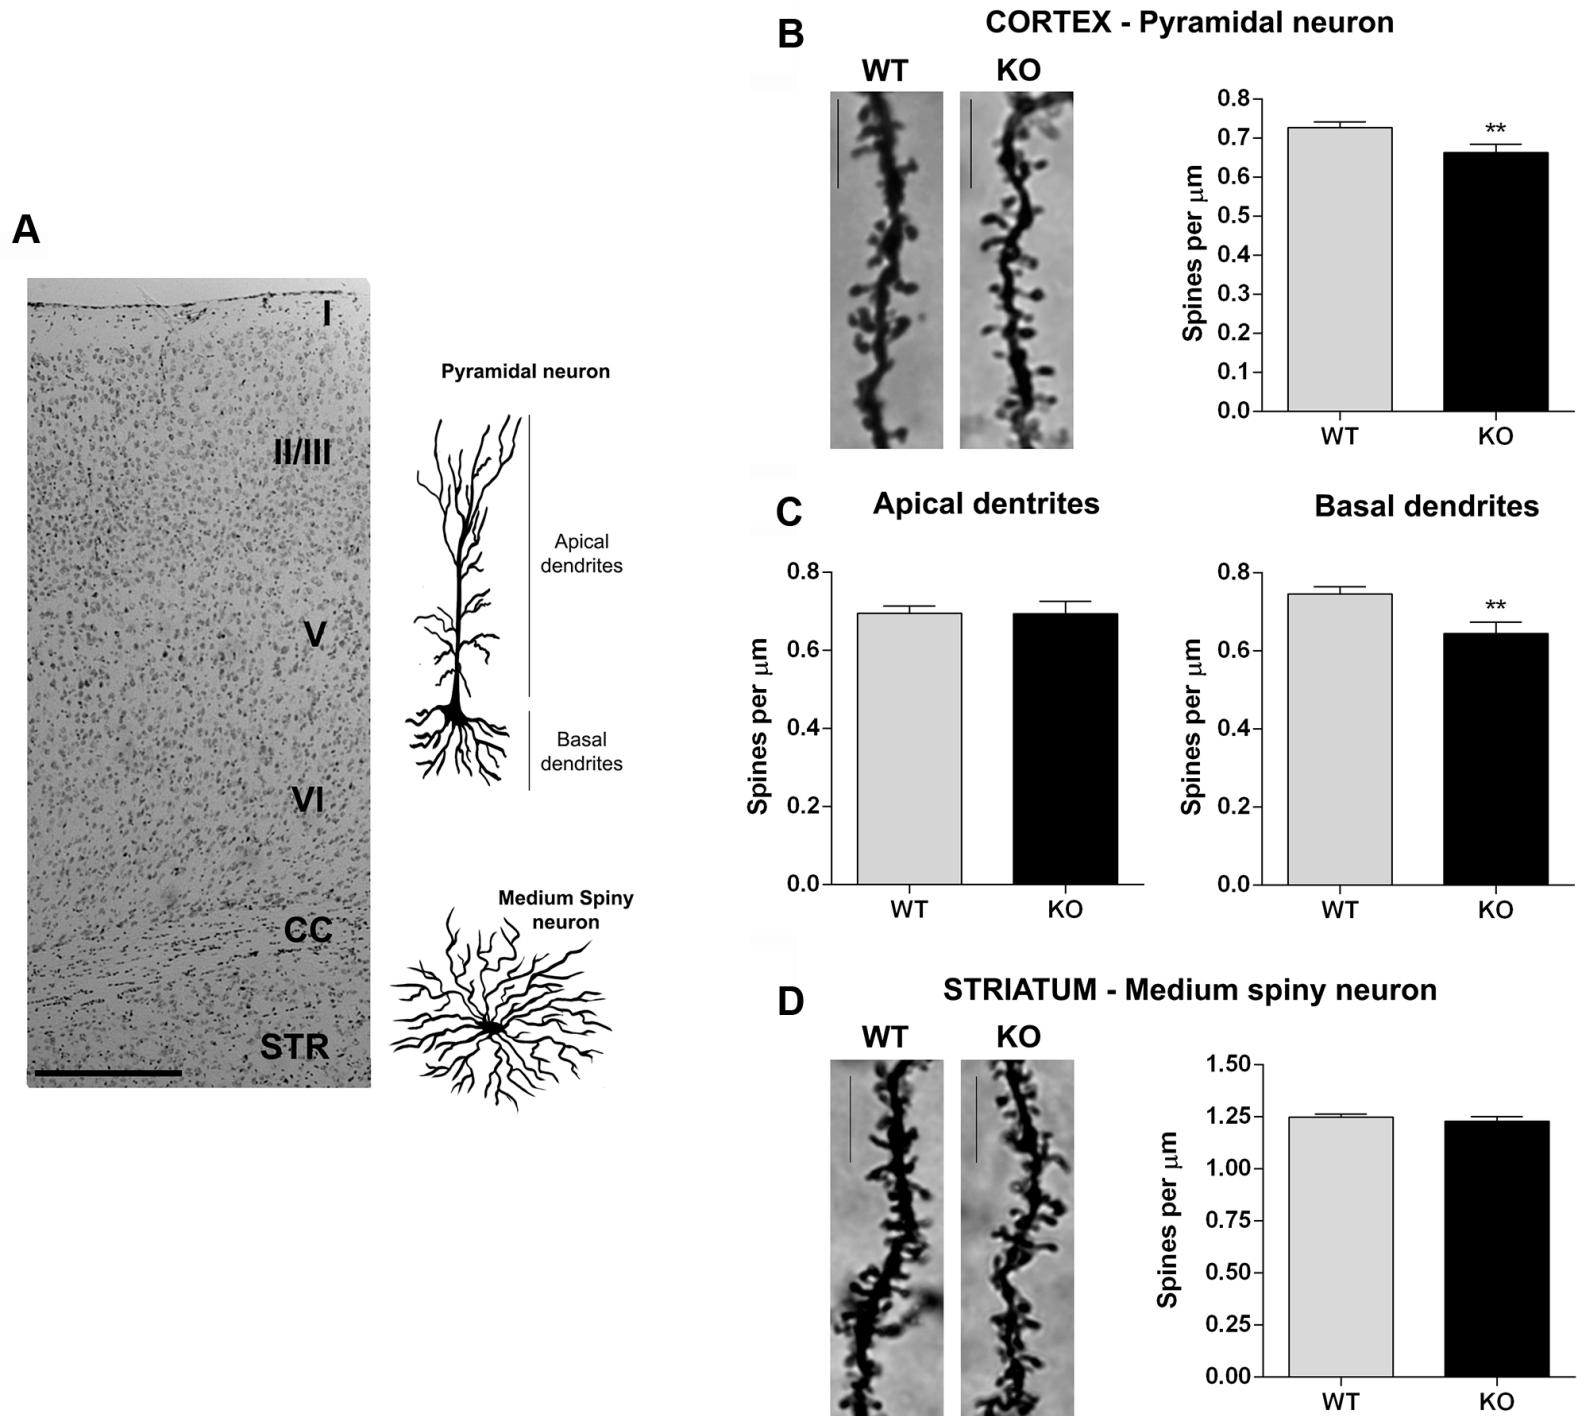 A
I
II/III
V
VI
CC
STR
Pyramidal neuron
Apical
dendrites
Basal
dendrites
Medium Spiny
neuron
B
CORTEX - Pyramidal neuron
WT
KO
Spines per μm
0.8
0.7
0.6
0.5
0.4
0.3
0.2
0.1
0.0
**
WT
KO
C
Apical dentrites
Spines per μm
0.8
0.6
0.4
0.2
0.0
WT
KO
Basal dendrites
Spines per μm
0.8
0.6
0.4
0.2
0.0
**
WT
KO
D
STRIATUM - Medium spiny neuron
WT
KO
Spines per μm
1.50
1.25
1.00
0.75
0.50
0.25
0.00
WT
KO